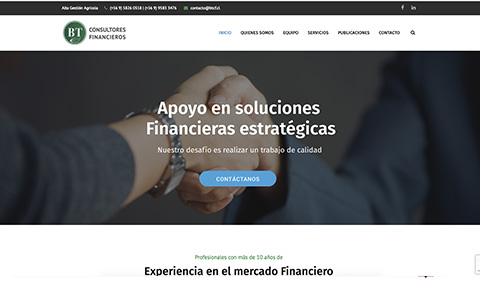 Alta Gestión Agrícola (+56 9) 5826 0518 | (+56 9) 9583 3476 contacto@btcf.cl
BT
CONSULTORES
FINANCIEROS
INICIO QUIENES SOMOS EQUIPO SERVICIOS PUBLICACIONES CONTACTO
Apoyo en soluciones
Financieras estratégicas
Nuestro desafío es realizar un trabajo de calidad
CONTÁCTANOS
Profesionales con más de 10 años de
Experiencia en el mercado Financiero